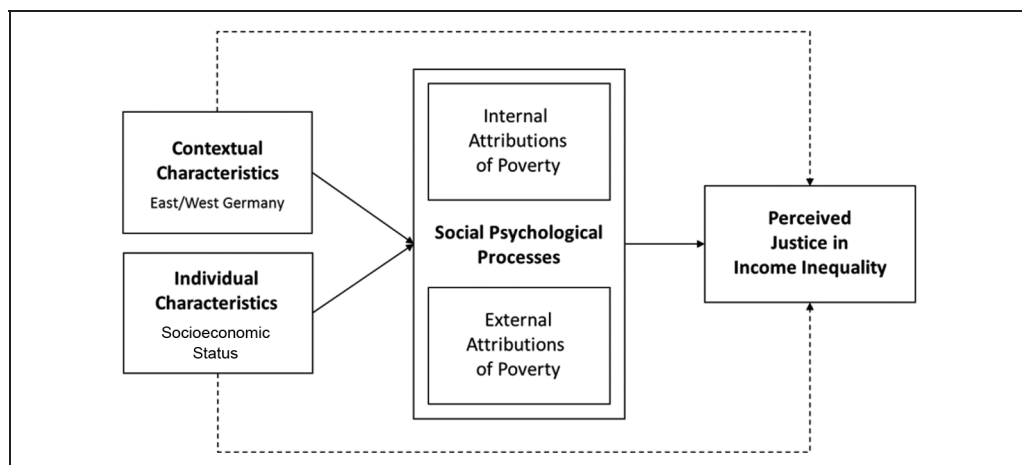 Contextual
Characteristics
East/West Germany
Individual
Characteristics
Socioeconomic
Status
Internal
Attributions
of Poverty
Social Psychological
Processes
External
Attributions
of Poverty
Perceived
Justice in
Income Inequality